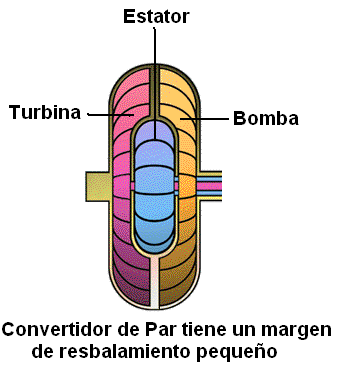 Estator
Turbina
Bomba
Convertidor de Par tiene un margen
de resbalamiento pequeño